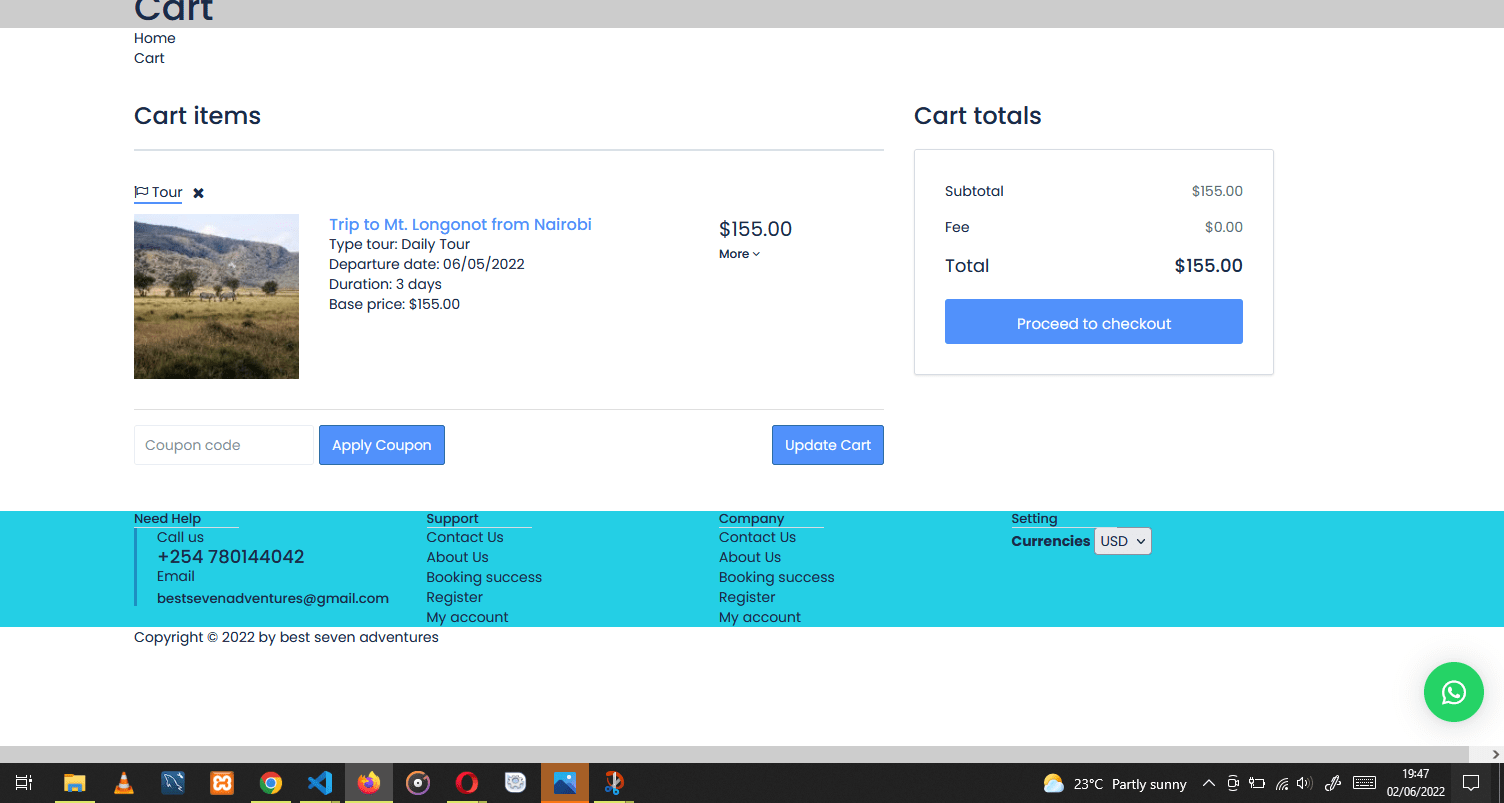 Cart
Home
Cart
Cart items
Tour
Trip to Mt. Longonot from Nairobi
Type tour: Daily Tour
Departure date: 06/05/2022
Duration: 3 days
Base price: $155.00
$155.00
More
Coupon code
Apply Coupon
Update Cart
Cart totals
Subtotal $155.00
Fee $0.00
Total $155.00
Proceed to checkout
Need Help
Call us
+254 780144042
Email
bestsevenadventures@gmail.com
Support
Contact Us
About Us
Booking success
Register
My account
Company
Contact Us
About Us
Booking success
Register
My account
Setting
Currencies USD
Copyright © 2022 by best seven adventures
23°C Partly sunny
19:47
02/06/2022